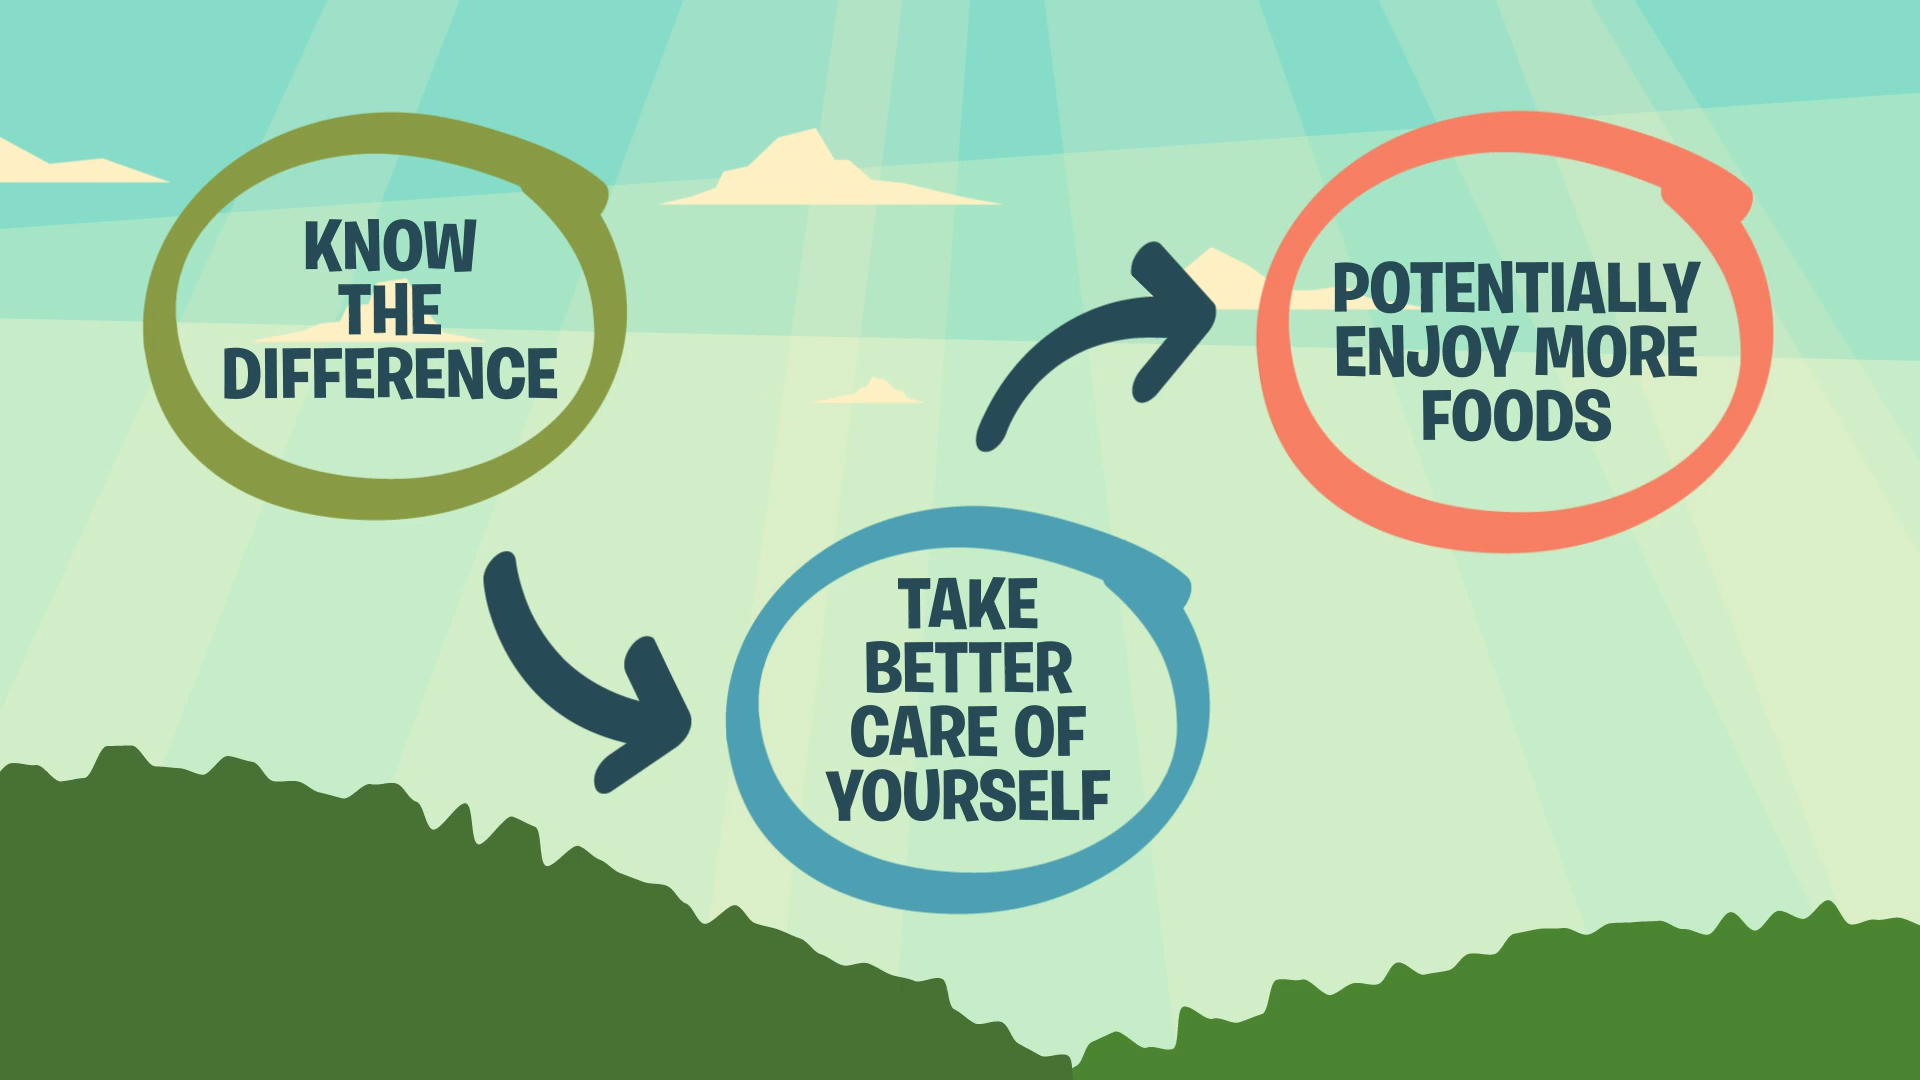 KNOW
THE
DIFFERENCE
TAKE
BETTER
CARE OF
YOURSELF
POTENTIALLY
ENJOY MORE
FOODS